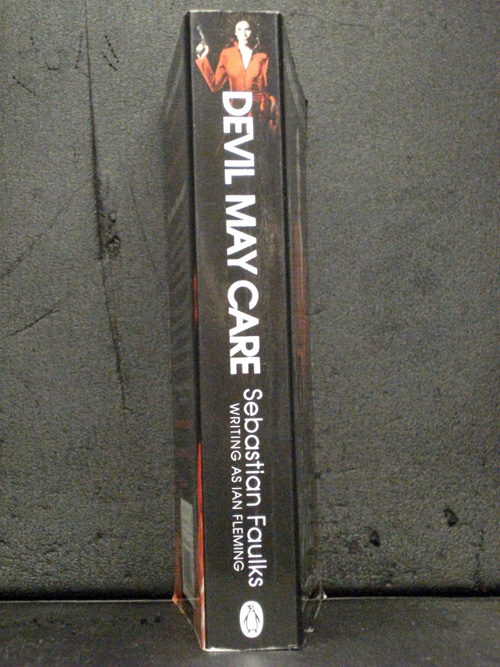 DEVIL MAY CARE
Sebastian Faulks
WRITING AS IAN FLEMING